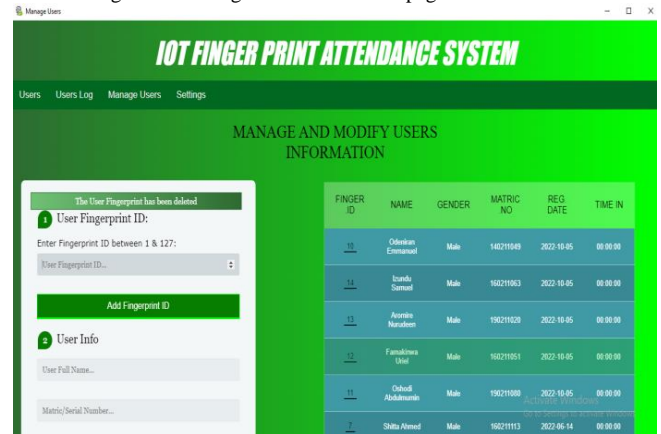 Manage Users
IOT FINGER PRINT ATTENDANCE SYSTEM
Users Users Log Manage Users Settings
MANAGE AND MODIFY USERS
INFORMATION
The User Fingerprint has been deleted
1 User Fingerprint ID:
Enter Fingerprint ID between 1 & 127:
User Fingerprint ID...
Add Fingerprint ID
2 User Info
User Full Name...
Matric/Serial Number...
FINGER ID NAME GENDER MATRIC NO REG DATE TIME IN
10 Odeniran Emmanuel Male 140211049 2022-10-05 00:00:00
14 Izundu Samuel Male 160211063 2022-10-05 00:00:00
13 Aromire Nurudeen Male 190211020 2022-10-05 00:00:00
12 Famakinwa Uriel Male 160211051 2022-10-05 00:00:00
11 Oshodi Abdulmumin Male 190211080 2022-10-05 00:00:00
Activate Windows
Go to Settings to activate Windows
7 Shitta Ahmed Male 160211113 2022-06-14 00:00:00